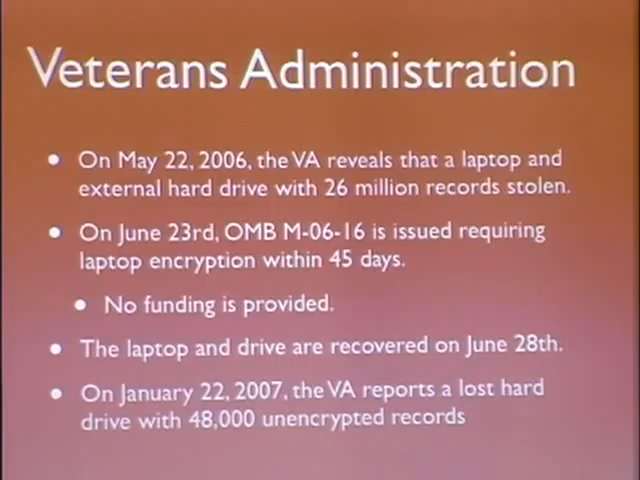 Veterans Administration
• On May 22, 2006, the VA reveals that a laptop and
external hard drive with 26 million records stolen.
• On June 23rd, OMB M-06-16 is issued requiring
laptop encryption within 45 days.
• No funding is provided.
• The laptop and drive are recovered on June 28th.
• On January 22, 2007, the VA reports a lost hard
drive with 48,000 unencrypted records